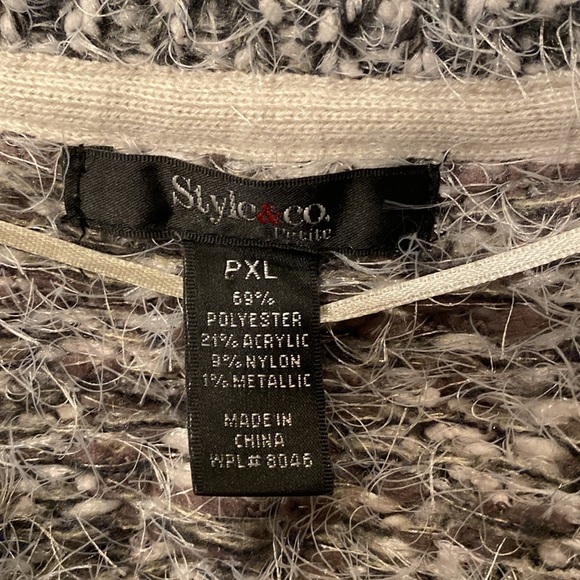 Style&co.
Petite
PXL
69%
POLYESTER
21% ACRYLIC
9% NYLON
1% METALLIC
MADE IN
CHINA
WPL# 8046